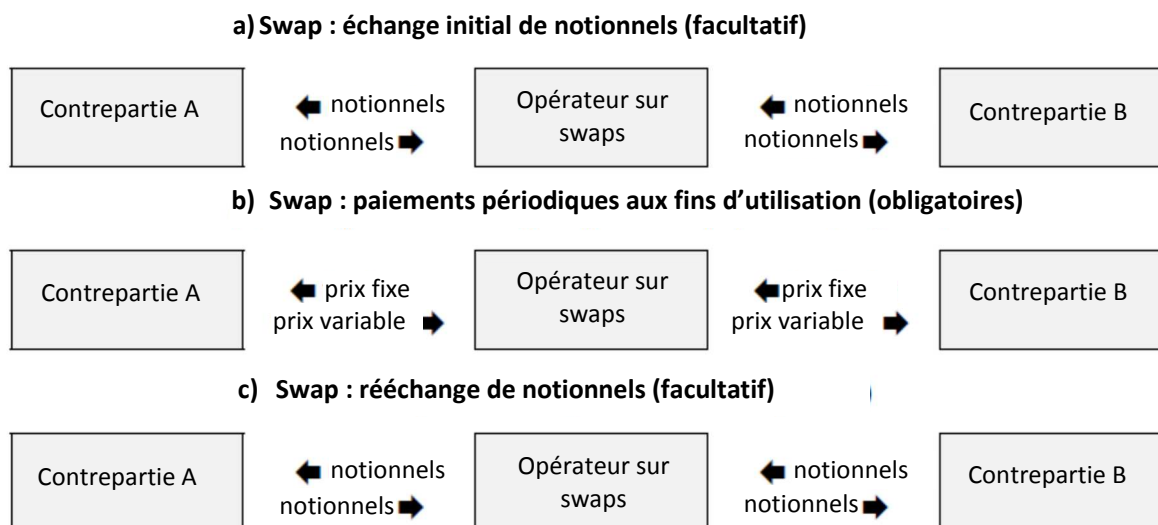 a) Swap : échange initial de notionnels (facultatif)
Contrepartie A
notionnels
notionnels
Opérateur sur
swaps
notionnels
notionnels
Contrepartie B
b) Swap : paiements périodiques aux fins d’utilisation (obligatoires)
Contrepartie A
prix fixe
prix variable
Opérateur sur
swaps
prix fixe
prix variable
Contrepartie B
c) Swap : rééchange de notionnels (facultatif)
Contrepartie A
notionnels
notionnels
Opérateur sur
swaps
notionnels
notionnels
Contrepartie B